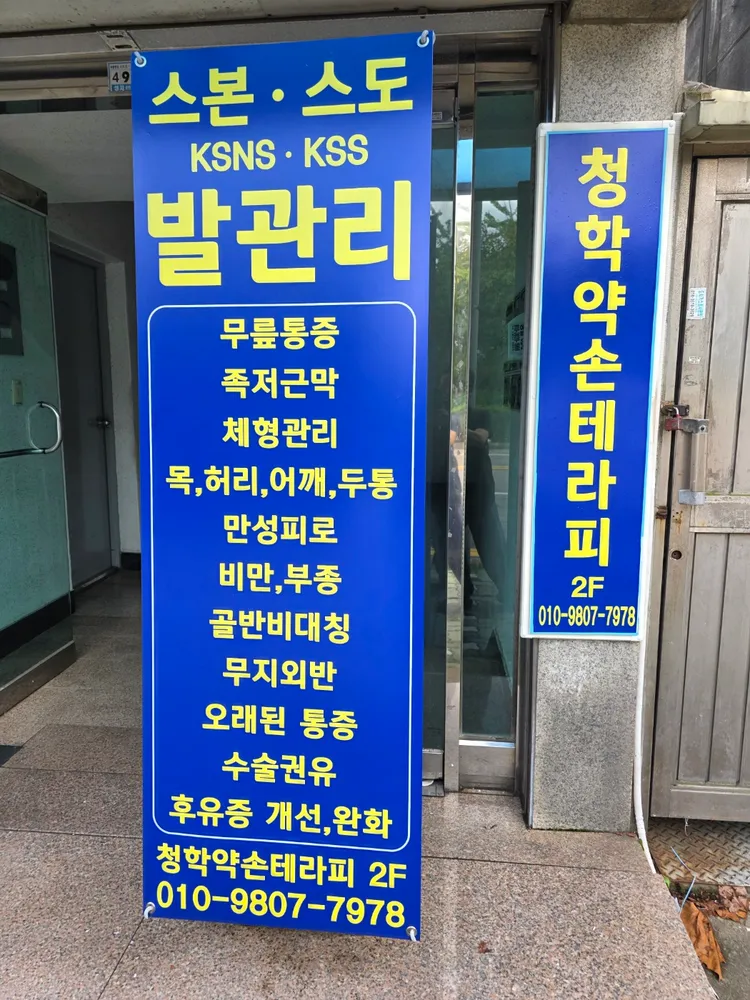 스본·스도
KSNS·KSS
발관리
무릎통증
족저근막
체형관리
목,허리,어깨,두통
만성피로
비만,부종
골반비대칭
무지외반
오래된 통증
수술권유
후유증 개선,완화
청학약손테라피 2F
010-9807-7978
청학약손테라피
2F
010-9807-7978
49